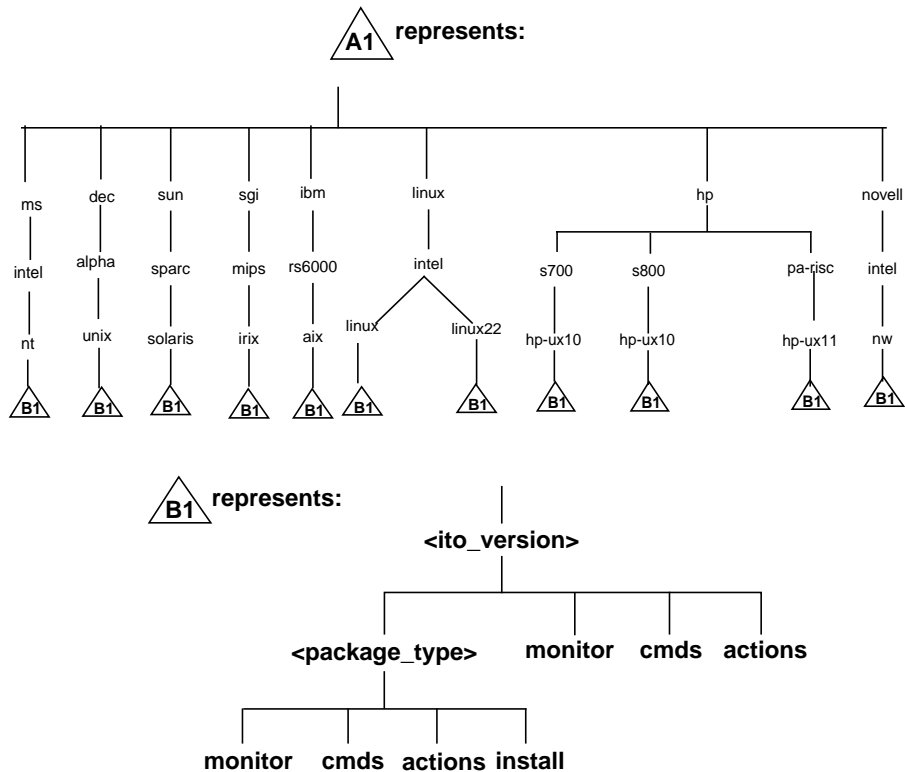 A1 represents:
ms dec sun sgi ibm linux hp novell
intel alpha sparc mips rs6000 intel s700 s800 pa-risc intel
nt unix solaris irix aix linux linux22 hp-ux10 hp-ux10 hp-ux11 nw
B1 B1 B1 B1 B1 B1 B1 B1 B1 B1 B1
B1 represents:
<ito_version>
<package_type> monitor cmds actions
monitor cmds actions install